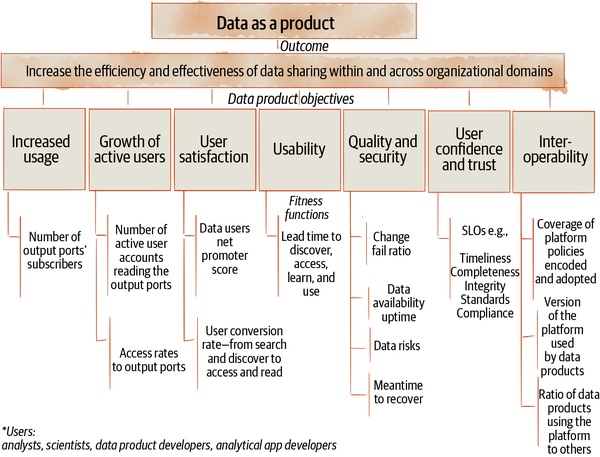 Data as a product
Outcome
Increase the efficiency and effectiveness of data sharing within and across organizational domains
Data product objectives
Increased
usage
Growth of
active users
User
satisfaction
Usability
Quality and
security
User
confidence
and trust
Inter-
operability
Fitness
functions
Number of
output ports'
subscribers
Number of
active user
accounts
reading the
output ports
Access rates
to output ports
Data users
net
promoter
score
User conversion
rate—from search
and discover to
access and read
Lead time to
discover,
access,
learn, and
use
Change
fail ratio
Data
availability
uptime
Data risks
Meantime
to recover
SLOs e.g.,
Timeliness
Completeness
Integrity
Standards
Compliance
Coverage of
platform
policies
encoded
and adopted
Version
of the
platform
used
by data
products
Ratio of data
products
using the
platform
to others
*Users:
analysts, scientists, data product developers, analytical app developers